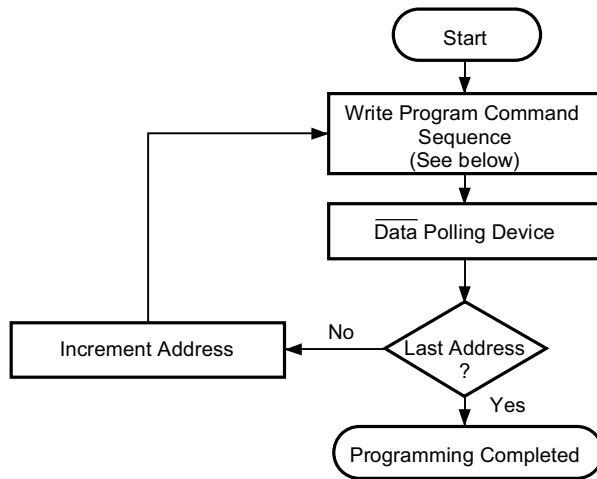 Start
Write Program Command
Sequence
(See below)
Data Polling Device
Increment Address
No
Last Address
?
Yes
Programming Completed